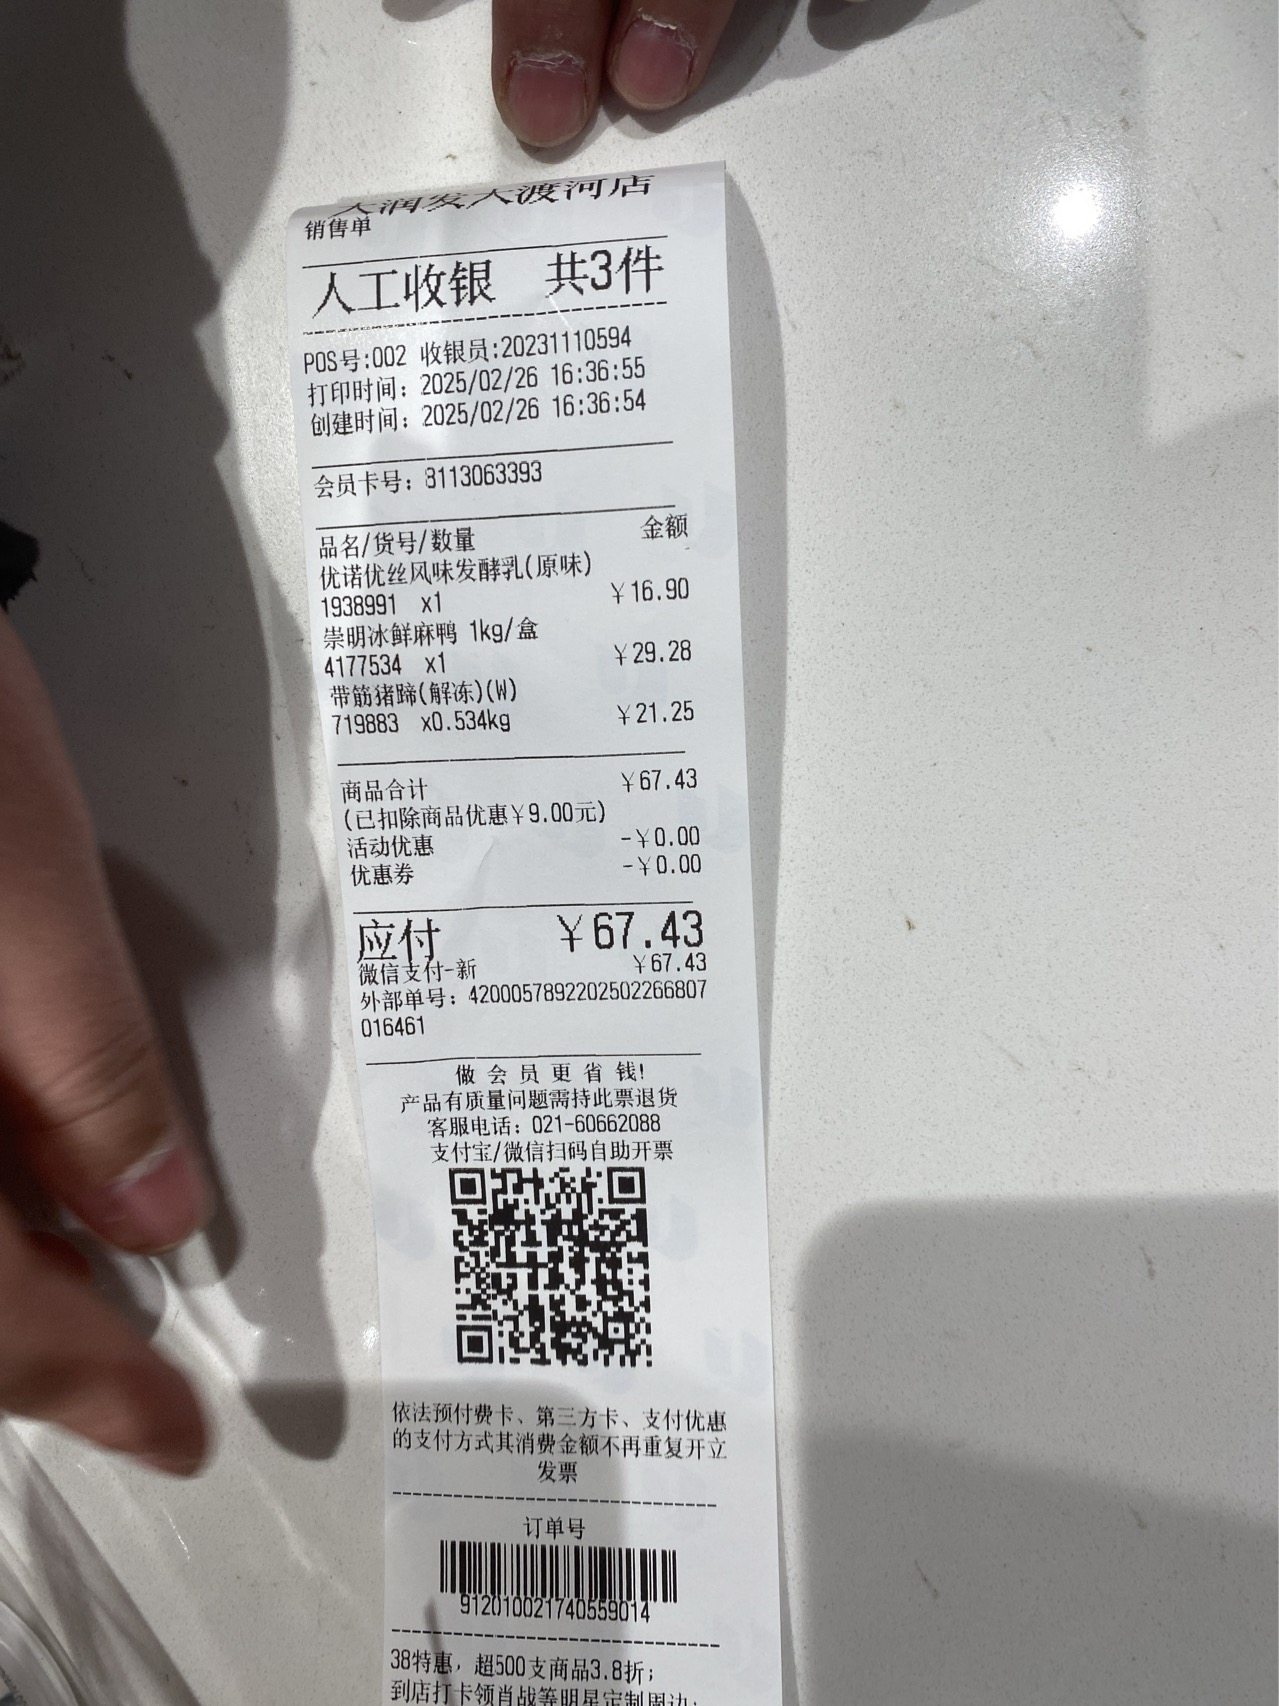 大润发大渡河店
销售单
人工收银 共3件
POS号:002 收银员:20231110594
打印时间: 2025/02/26 16:36:55
创建时间: 2025/02/26 16:36:54
会员卡号: 8113063393
品名/货号/数量 金额
优诺优丝风味发酵乳(原味)
1938991 x1 ￥16.90
崇明冰鲜麻鸭 1kg/盒
4177534 x1 ￥29.28
带筋猪蹄(解冻)(W)
719883 x0.534kg ￥21.25
商品合计 ￥67.43
(已扣除商品优惠￥9.00元)
活动优惠 -￥0.00
优惠券 -￥0.00
应付 ￥67.43
微信支付-新 ￥67.43
外部单号: 4200057892202502266807
016461
做 会 员 更 省 钱!
产品有质量问题需持此票退货
客服电话: 021-60662088
支付宝/微信扫码自助开票
依法预付费卡、第三方卡、支付优惠
的支付方式其消费金额不再重复开立
发票
订单号
912010021740559014
38特惠，超500支商品3.8折;
到店打卡领肖战等明星定制周边;